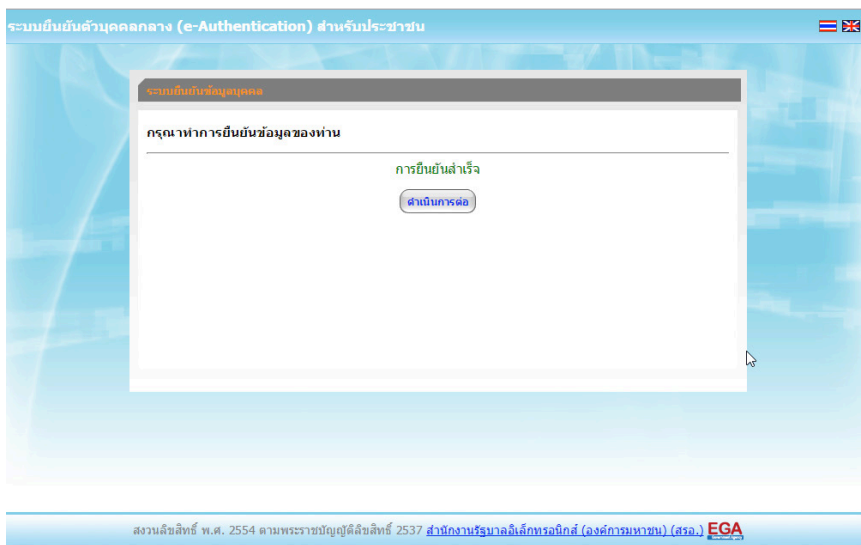 ระบบยืนยันตัวบุคคลกลาง (e-Authentication) สำหรับประชาชน
ระบบยืนยันข้อมูลบุคคล
กรุณาทำการยืนยันข้อมูลของท่าน
การยืนยันสำเร็จ
ดำเนินการต่อ
สงวนลิขสิทธิ์ พ.ศ. 2554 ตามพระราชบัญญัติลิขสิทธิ์ 2537 สำนักงานรัฐบาลอิเล็กทรอนิกส์ (องค์การมหาชน) (สรอ.) EGA